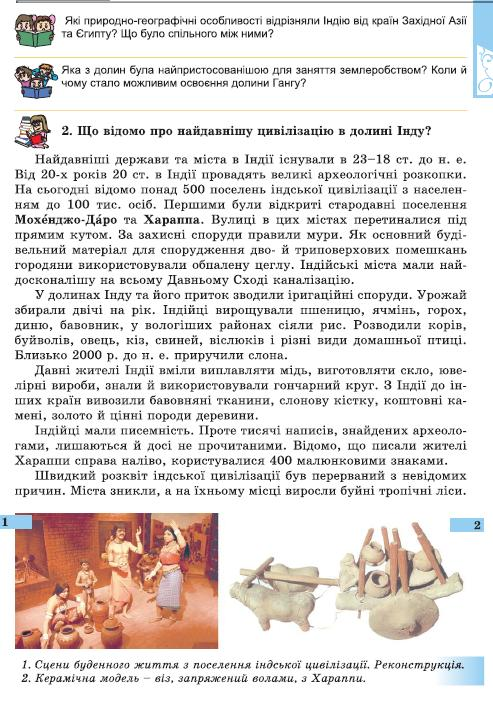 Які природно-географічні особливості відрізняли Індію від країн Західної Азії
та Єгипту? Що було спільного між ними?
Яка з долин була найпристосованішою для заняття землеробством? Коли й
чому стало можливим освоєння долини Гангу?
2. Що відомо про найдавнішу цивілізацію в долині Інду?
Найдавніші держави та міста в Індії існували в 23–18 ст. до н. е.
Від 20-х років 20 ст. в Індії провадять великі археологічні розкопки.
На сьогодні відомо понад 500 поселень індської цивілізації з населен-
ням до 100 тис. осіб. Першими були відкриті стародавні поселення
Мохе́нджо-Да́ро та Хараппа. Вулиці в цих містах перетиналися під
прямим кутом. За захисні споруди правили мури. Як основний буді-
вельний матеріал для спорудження дво- й триповерхових помешкань
городяни використовували обпалену цеглу. Індійські міста мали най-
досконалішу на всьому Давньому Сході каналізацію.
У долинах Інду та його приток зводили іригаційні споруди. Урожай
збирали двічі на рік. Індійці вирощували пшеницю, ячмінь, горох,
диню, бавовник, у вологіших районах сіяли рис. Розводили корів,
буйволів, овець, кіз, свиней, віслюків і різні види домашньої птиці.
Близько 2000 р. до н. е. приручили слона.
Давні жителі Індії вміли виплавляти мідь, виготовляти скло, юве-
лірні вироби, знали й використовували гончарний круг. З Індії до ін-
ших країн вивозили бавовняні тканини, слонову кістку, коштовні ка-
мені, золото й цінні породи деревини.
Індійці мали писемність. Проте тисячі написів, знайдених археоло-
гами, лишаються й досі не прочитаними. Відомо, що писали жителі
Хараппи справа наліво, користувалися 400 малюнковими знаками.
Швидкий розквіт індської цивілізації був перерваний з невідомих
причин. Міста зникли, а на їхньому місці виросли буйні тропічні ліси.
1
2
1. Сцени буденного життя з поселення індської цивілізації. Реконструкція.
2. Керамічна модель – віз, запряжений волами, з Хараппи.